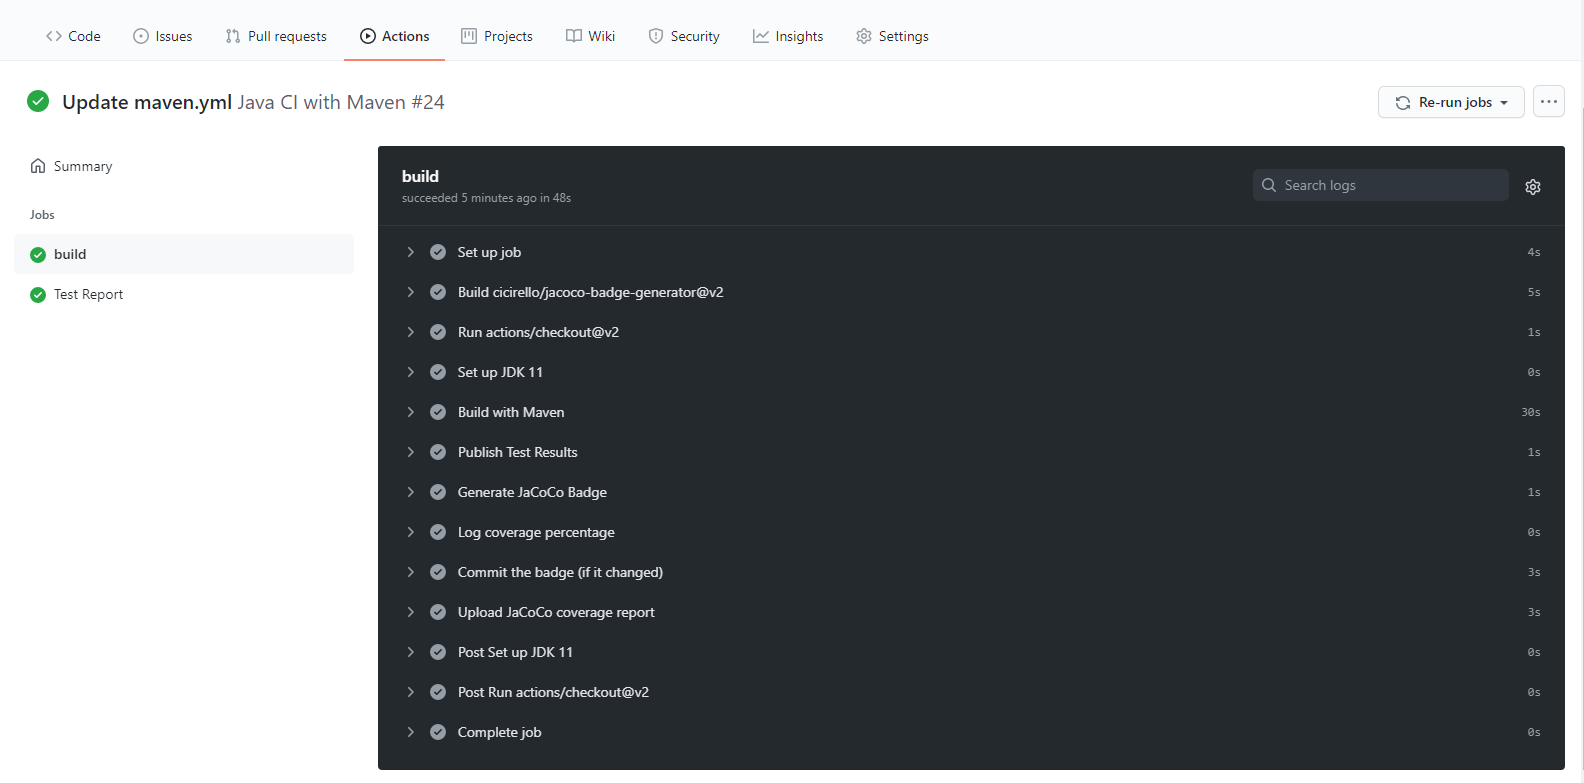 Code Issues Pull requests Actions Projects Wiki Security Insights Settings
Update maven.yml Java CI with Maven #24
Re-run jobs
Summary
Jobs
build
Test Report
build
succeeded 5 minutes ago in 48s
Search logs
Set up job 4s
Build cicirello/jacoco-badge-generator@v2 5s
Run actions/checkout@v2 1s
Set up JDK 11 0s
Build with Maven 30s
Publish Test Results 1s
Generate JaCoCo Badge 1s
Log coverage percentage 0s
Commit the badge (if it changed) 3s
Upload JaCoCo coverage report 3s
Post Set up JDK 11 0s
Post Run actions/checkout@v2 0s
Complete job 0s